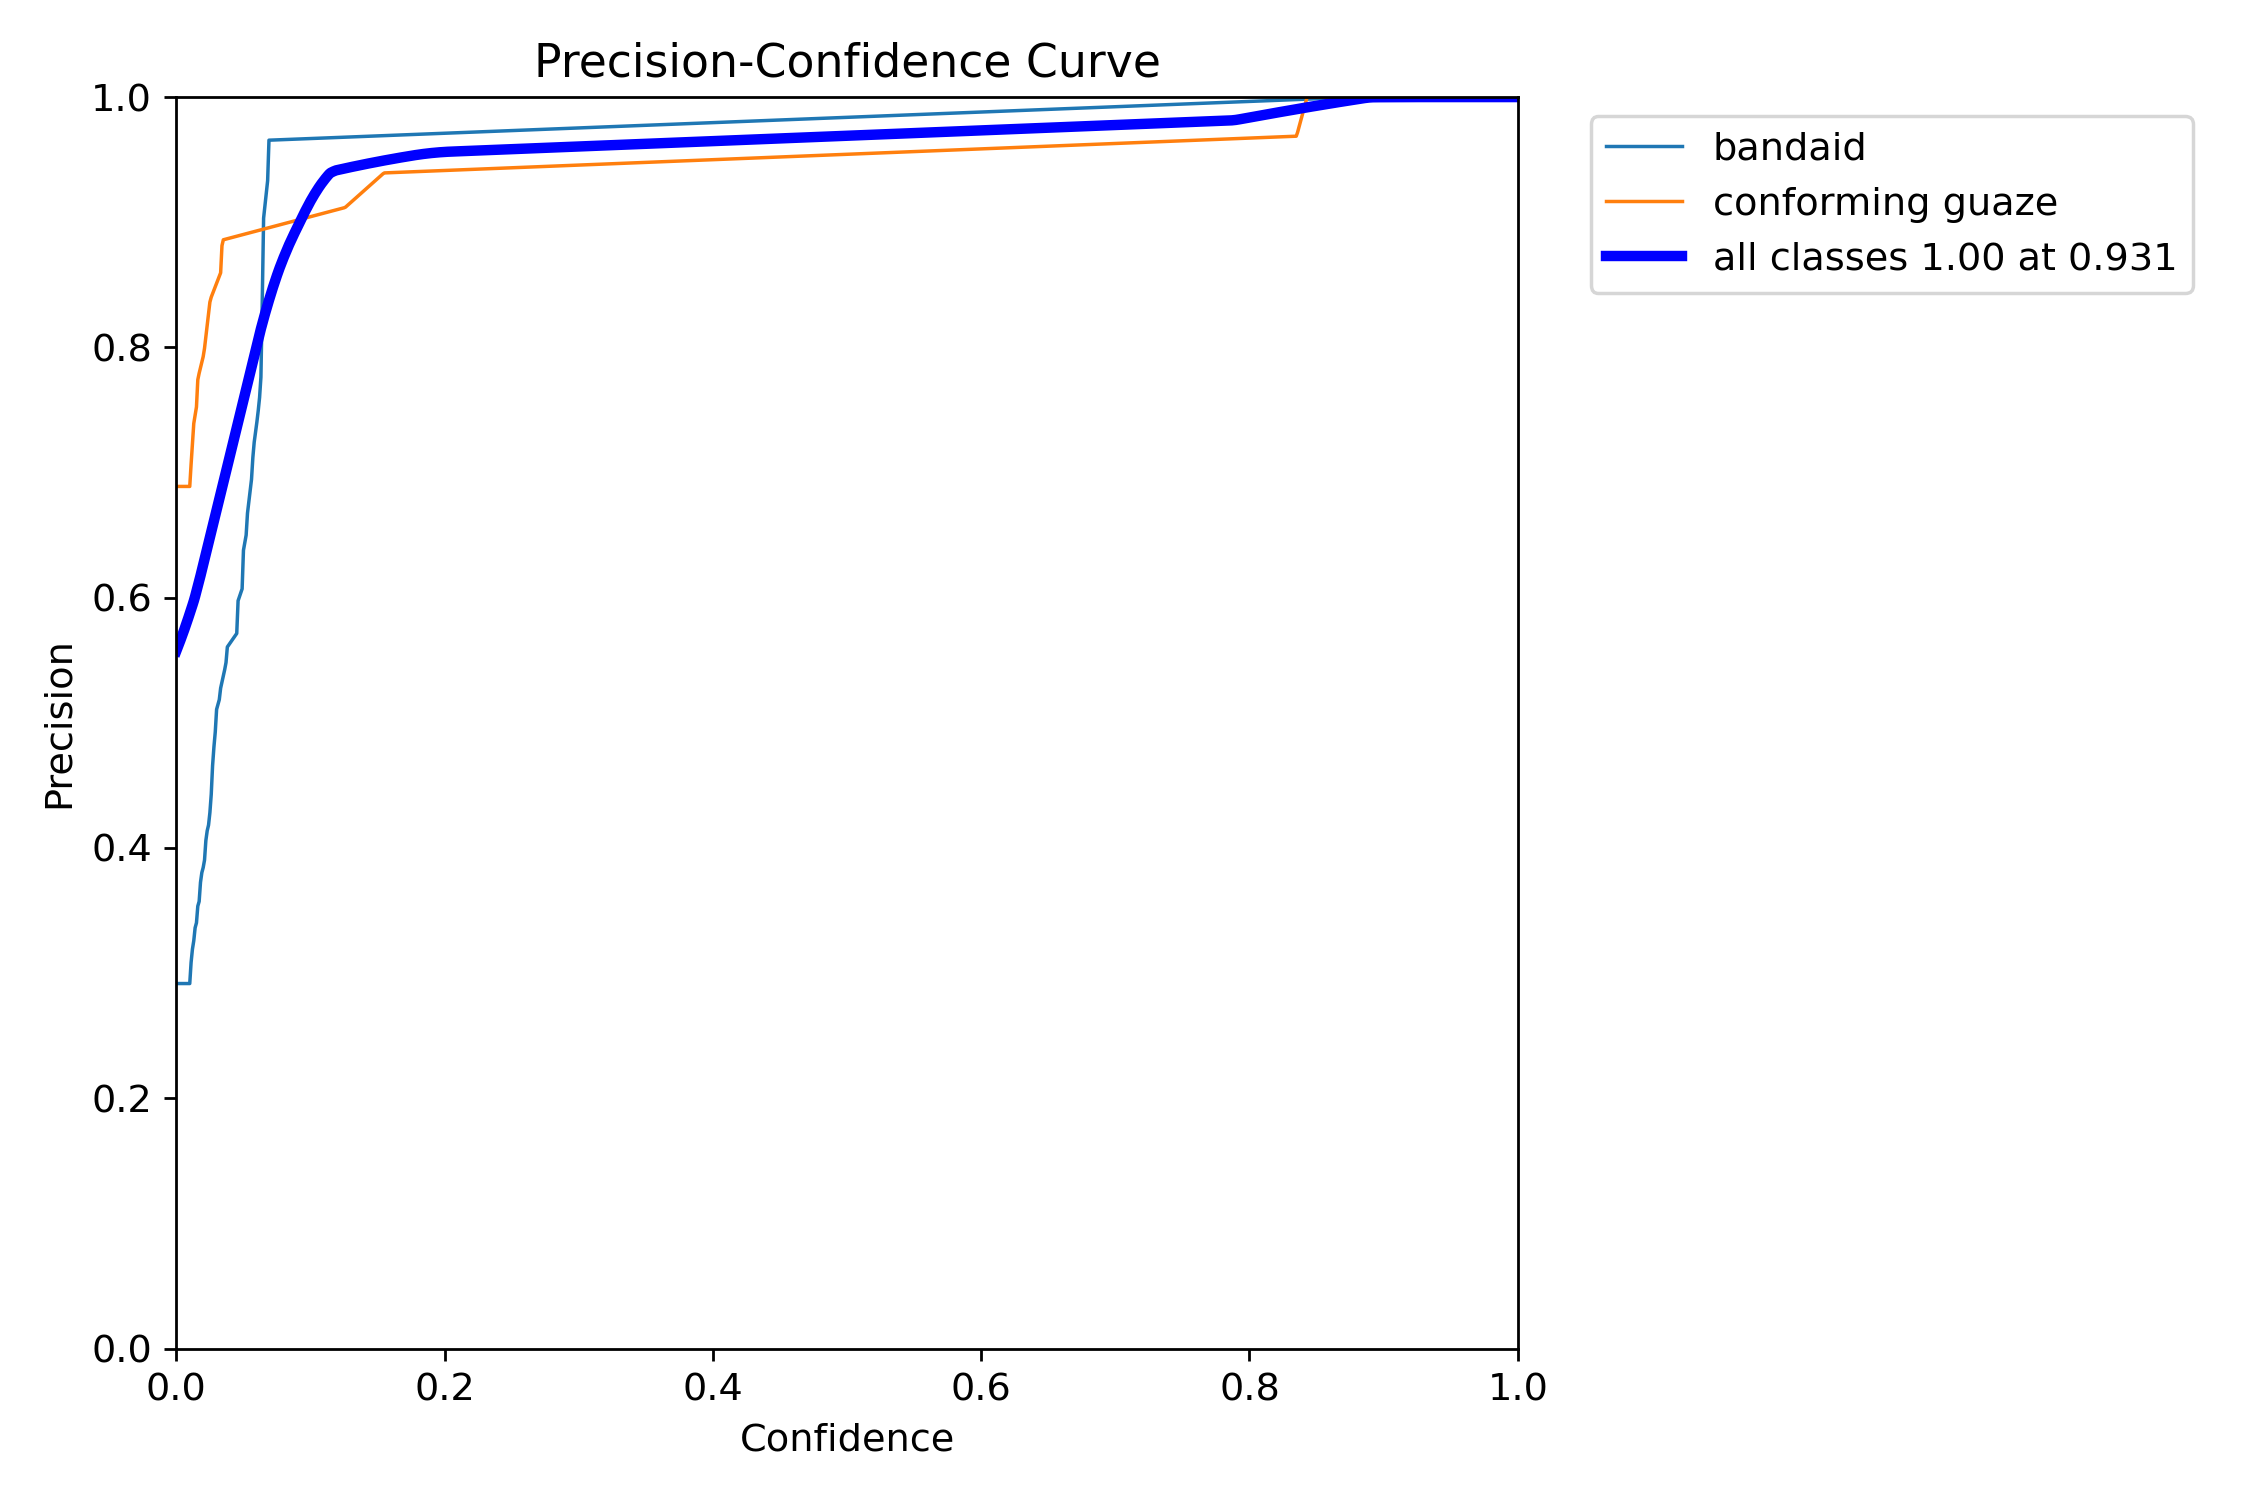 Precision-Confidence Curve
1.0
0.8
0.6
0.4
0.2
0.0
Precision
0.0 0.2 0.4 0.6 0.8 1.0
Confidence
bandaid
conforming guaze
all classes 1.00 at 0.931